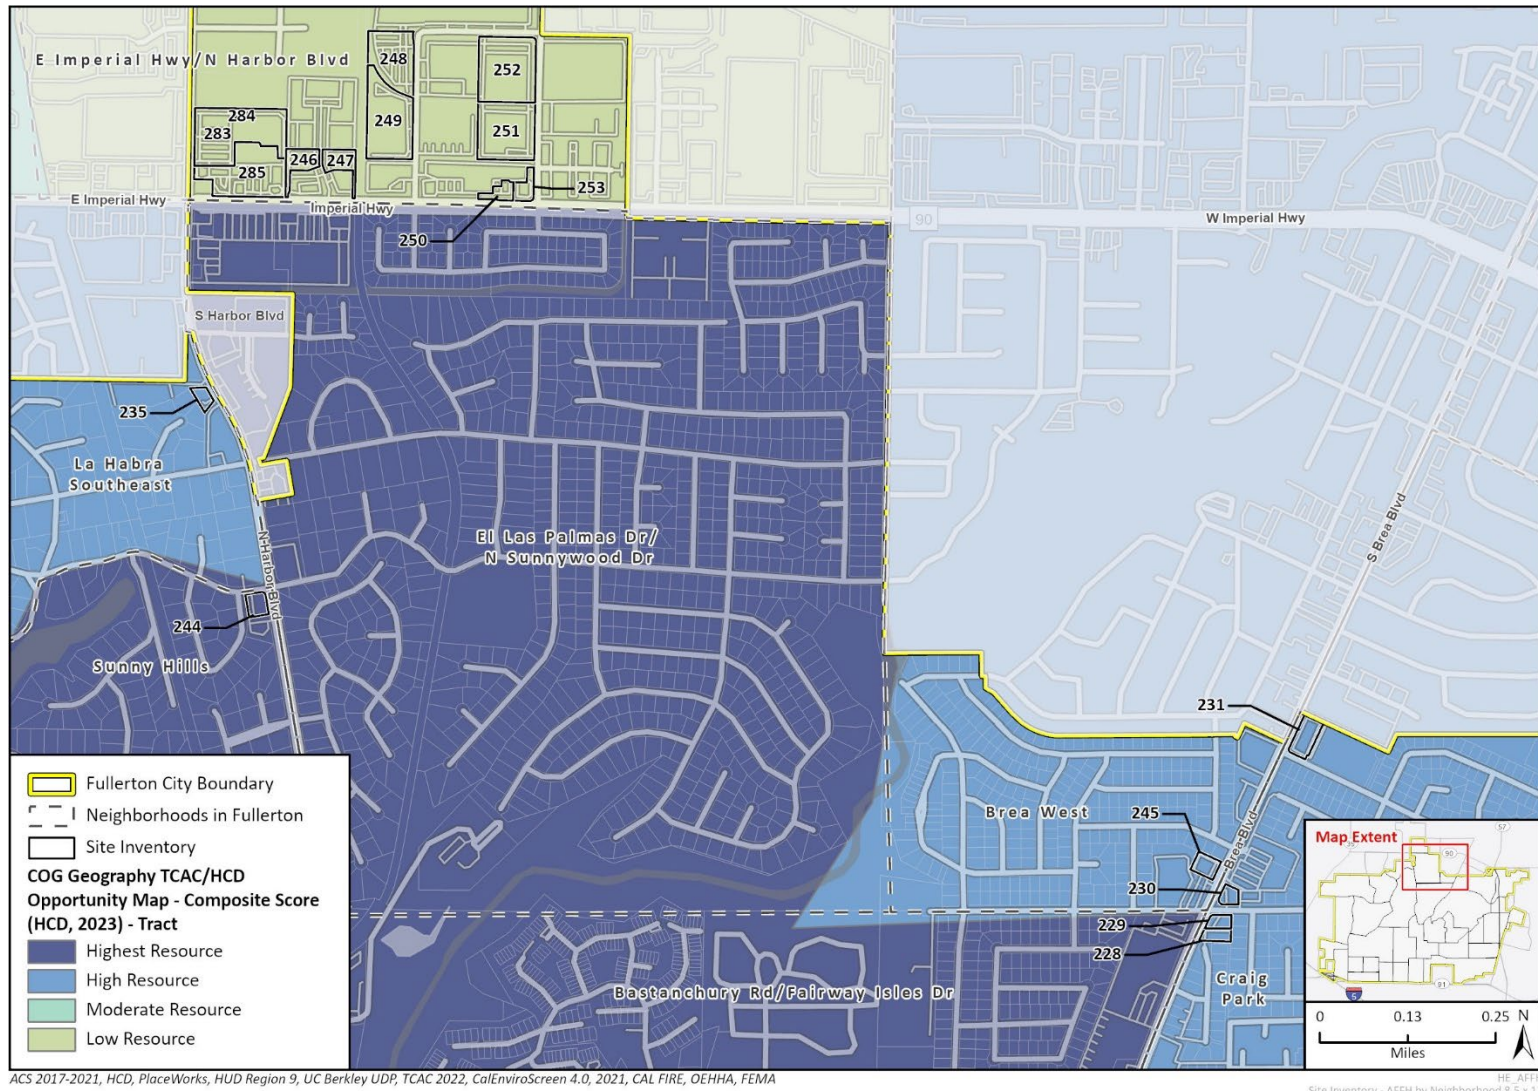 E Imperial Hwy/N Harbor Blvd
248
252
284
283
249
251
246
247
285
253
E Imperial Hwy
Imperial Hwy
90
W Imperial Hwy
250
S Harbor Blvd
235
La Habra
Southeast
S Brea Blvd
El Las Palmas Dr/
N Sunnywood Dr
N Harbor Blvd
244
Sunny Hills
231
Brea West
245
Brea Blvd
230
229
228
Craig
Park
Bastanchury Rd/Fairway Isles Dr
Fullerton City Boundary
Neighborhoods in Fullerton
Site Inventory
COG Geography TCAC/HCD
Opportunity Map - Composite Score
(HCD, 2023) - Tract
Highest Resource
High Resource
Moderate Resource
Low Resource
Map Extent
57
39
90
91
5
0 0.13 0.25 N
Miles
ACS 2017-2021, HCD, PlaceWorks, HUD Region 9, UC Berkley UDP, TCAC 2022, CalEnviroScreen 4.0, 2021, CAL FIRE, OEHHA, FEMA